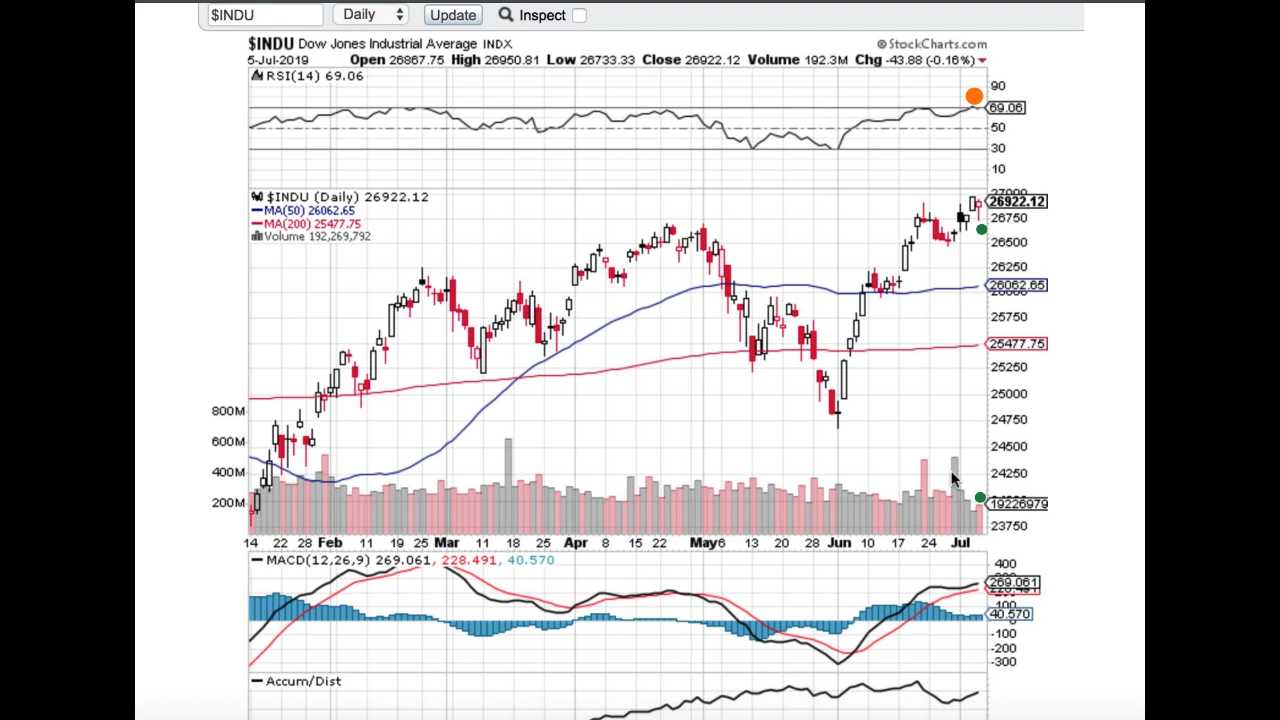 $INDU Daily Update Inspect
$INDU Dow Jones Industrial Average INDX © StockCharts.com
5-Jul-2019 Open 26867.75 High 26950.81 Low 26733.33 Close 26922.12 Volume 192.3M Chg -43.88 (-0.16%)
RSI(14) 69.06
90
69.06
50
30
10
$INDU (Daily) 26922.12
MA(50) 26062.65
MA(200) 25477.75
Volume 192,269,792
27000
26922.12
26750
26500
26250
26062.65
26000
25750
25477.75
25250
25000
24750
24500
24250
19226979
23750
800M
600M
400M
200M
14 22 28 Feb 11 19 25 Mar 11 18 25 Apr 8 15 22 May 6 13 20 28 Jun 10 17 24 Jul
MACD(12,26,9) 269.061, 228.491, 40.570
400
269.061
228.491
100
40.570
-100
-200
-300
Accum/Dist